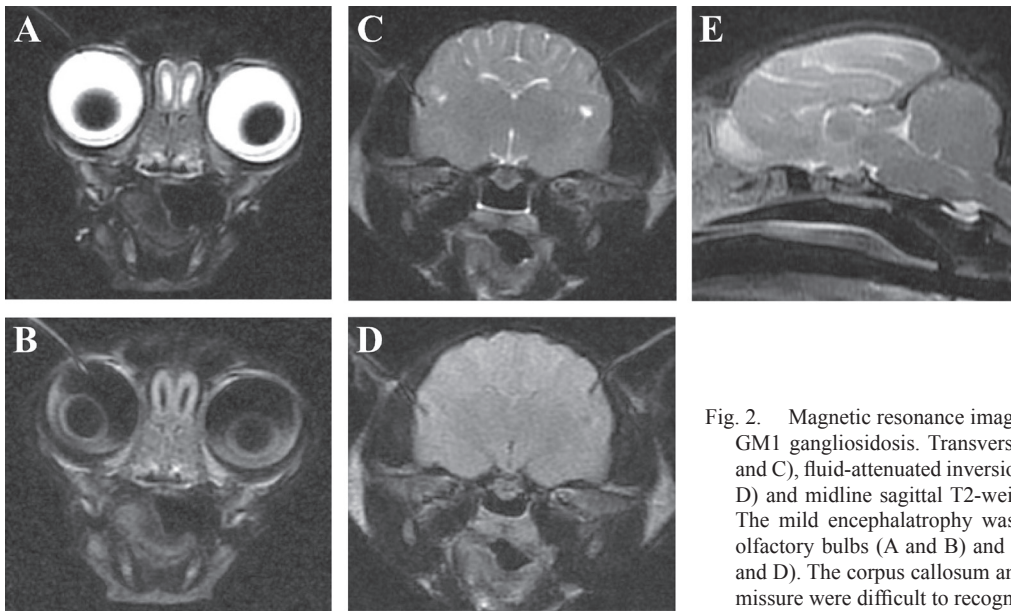 A
C
E
B
D
Fig. 2. Magnetic resonance imag
GM1 gangliosidosis. Transvers
and C), fluid-attenuated inversio
D) and midline sagittal T2-wei
The mild encephalatrophy was
olfactory bulbs (A and B) and
and D). The corpus callosum an
missure were difficult to recogn